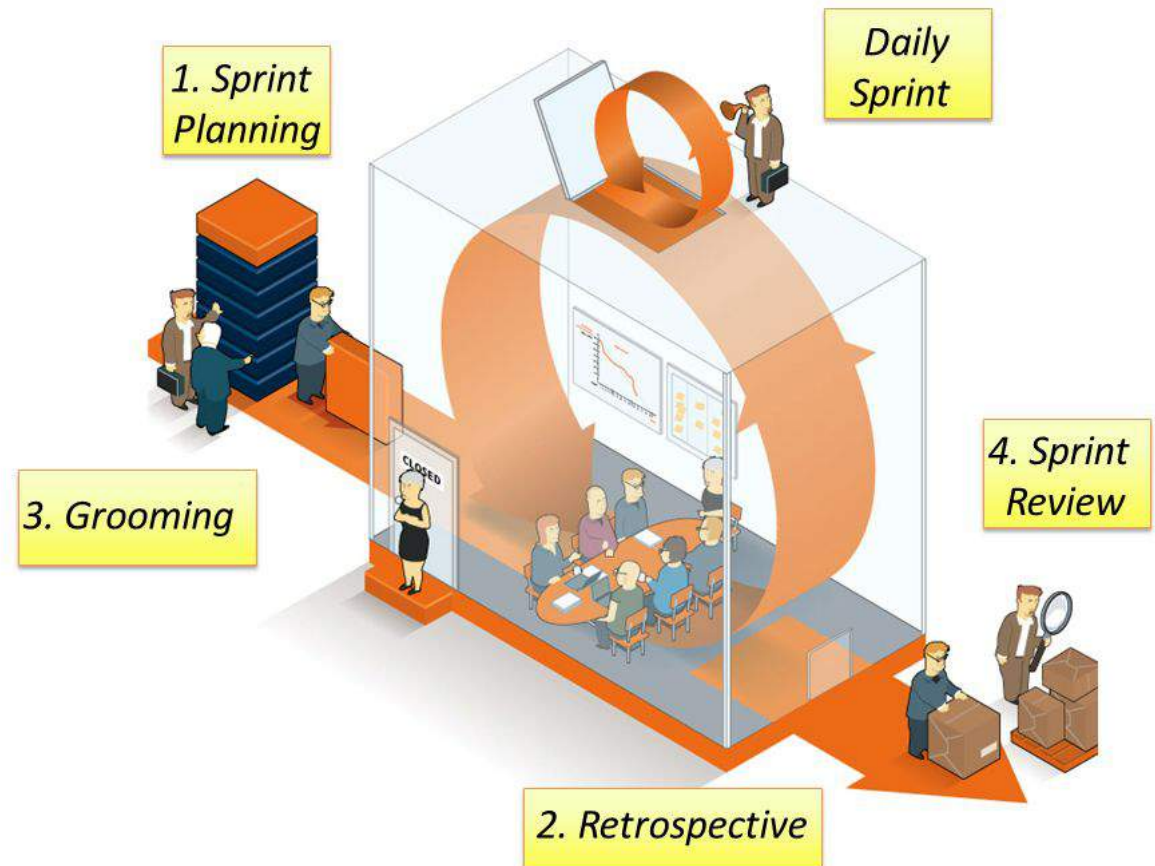 Daily
Sprint
1. Sprint
Planning
CLOSED
3. Grooming
4. Sprint
Review
2. Retrospective